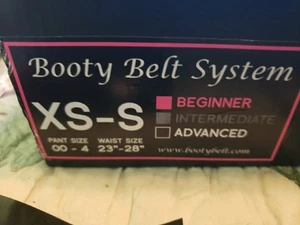 Booty Belt System
XS-S
BEGINNER
INTERMEDIATE
ADVANCED
PANT SIZE WAIST SIZE
00 - 4 23"-28"
www.bootybelt.com